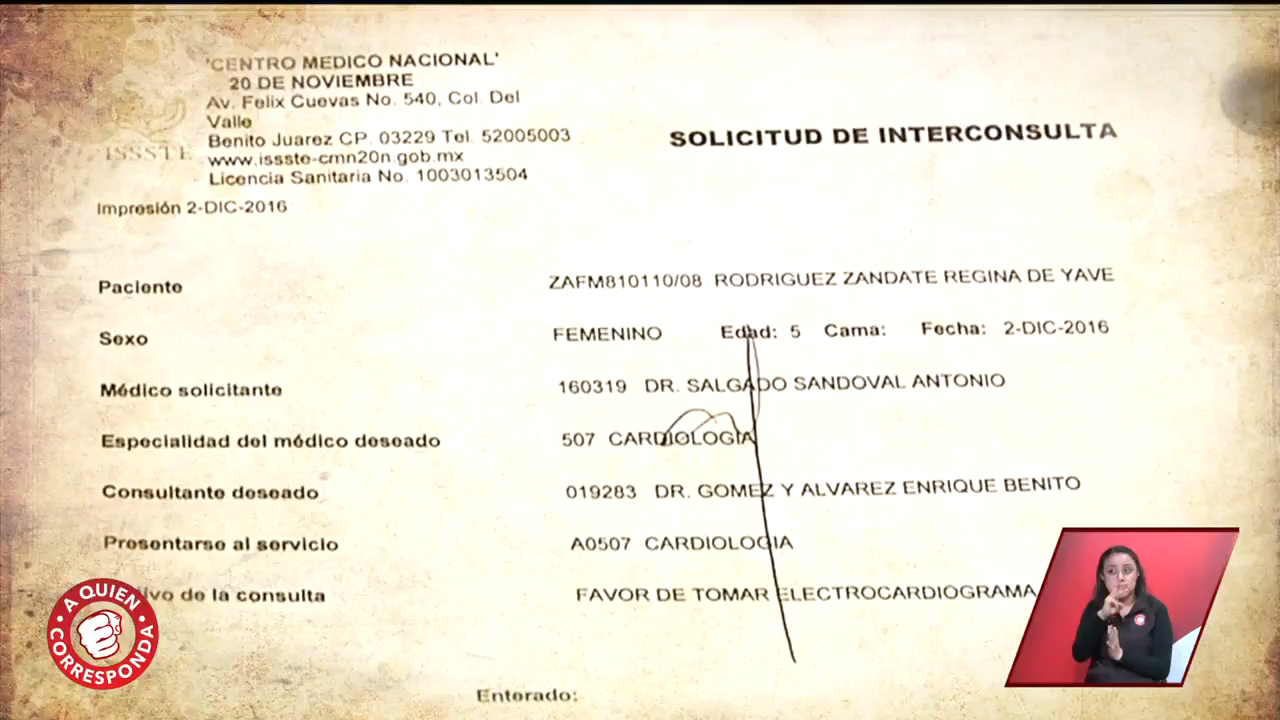 'CENTRO MEDICO NACIONAL'
20 DE NOVIEMBRE
Av. Felix Cuevas No. 540, Col. Del
Valle
Benito Juarez CP. 03229 Tel. 52005003
www.issste-cmn20n.gob.mx
Licencia Sanitaria No. 1003013504
ISSSTE
SOLICITUD DE INTERCONSULTA
Impresión 2-DIC-2016
Paciente ZAFM810110/08 RODRIGUEZ ZANDATE REGINA DE YAVE
Sexo FEMENINO Edad: 5 Cama: Fecha: 2-DIC-2016
Médico solicitante 160319 DR. SALGADO SANDOVAL ANTONIO
Especialidad del médico deseado 507 CARDIOLOGIA
Consultante deseado 019283 DR. GOMEZ Y ALVAREZ ENRIQUE BENITO
Presentarse al servicio A0507 CARDIOLOGIA
ivo de la consulta FAVOR DE TOMAR ELECTROCARDIOGRAMA
Enterado:
A QUIEN CORRESPONDA